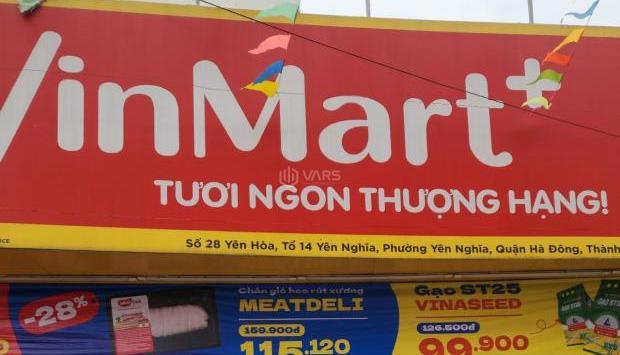 VinMart+
VARS
TƯƠI NGON THƯỢNG HẠNG!
Số 28 Yên Hòa, Tổ 14 Yên Nghĩa, Phường Yên Nghĩa, Quận Hà Đông, Thành
-28%
Chân giò heo rút xương
MEATDELI
159.900đ
115.120
Gạo ST25
VINASEED
126.500đ
99.900
GẠO ST25